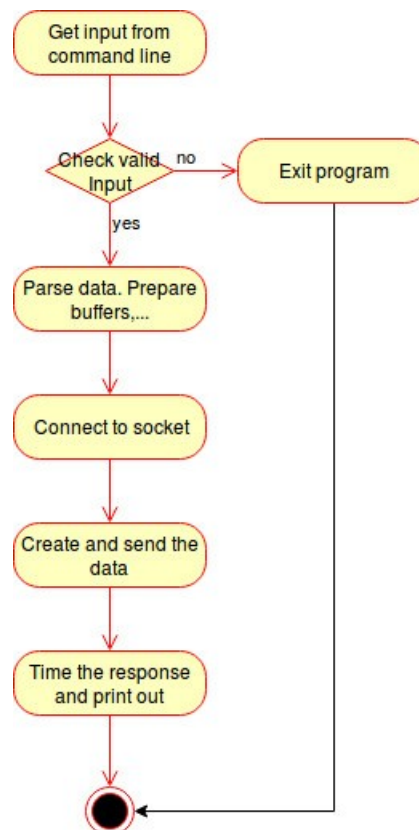 Get input from
command line
Check valid
Input
no
Exit program
yes
Parse data. Prepare
buffers,...
Connect to socket
Create and send the
data
Time the response
and print out